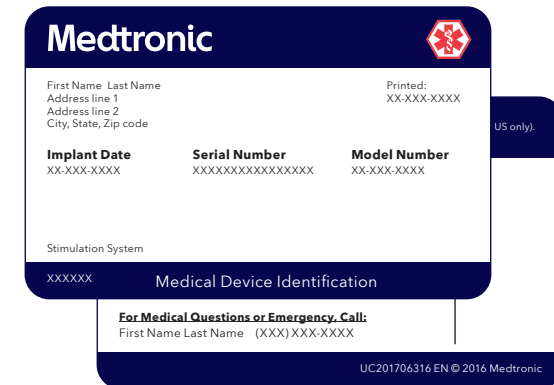 Medtronic
First Name Last Name
Address line 1
Address line 2
City, State, Zip code
Printed:
XX-XXX-XXXX
US only).
Implant Date
XX-XXX-XXXX
Serial Number
XXXXXXXXXXXXXXXX
Model Number
XX-XXX-XXXX
Stimulation System
XXXXXX
Medical Device Identification
For Medical Questions or Emergency, Call:
First Name Last Name (XXX) XXX-XXXX
UC201706316 EN © 2016 Medtronic